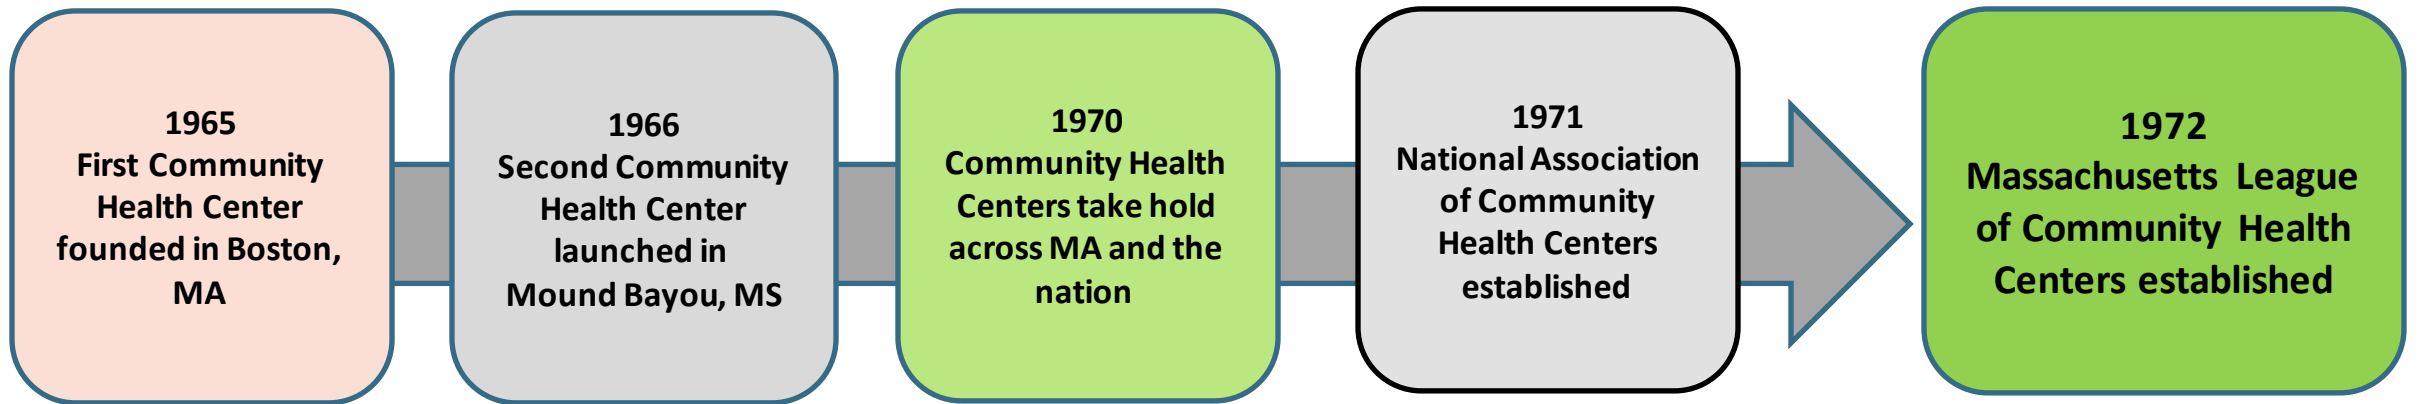 1965
First Community
Health Center
founded in Boston,
MA
1966
Second Community
Health Center
launched in
Mound Bayou, MS
1970
Community Health
Centers take hold
across MA and the
nation
1971
National Association
of Community
Health Centers
established
1972
Massachusetts League
of Community Health
Centers established